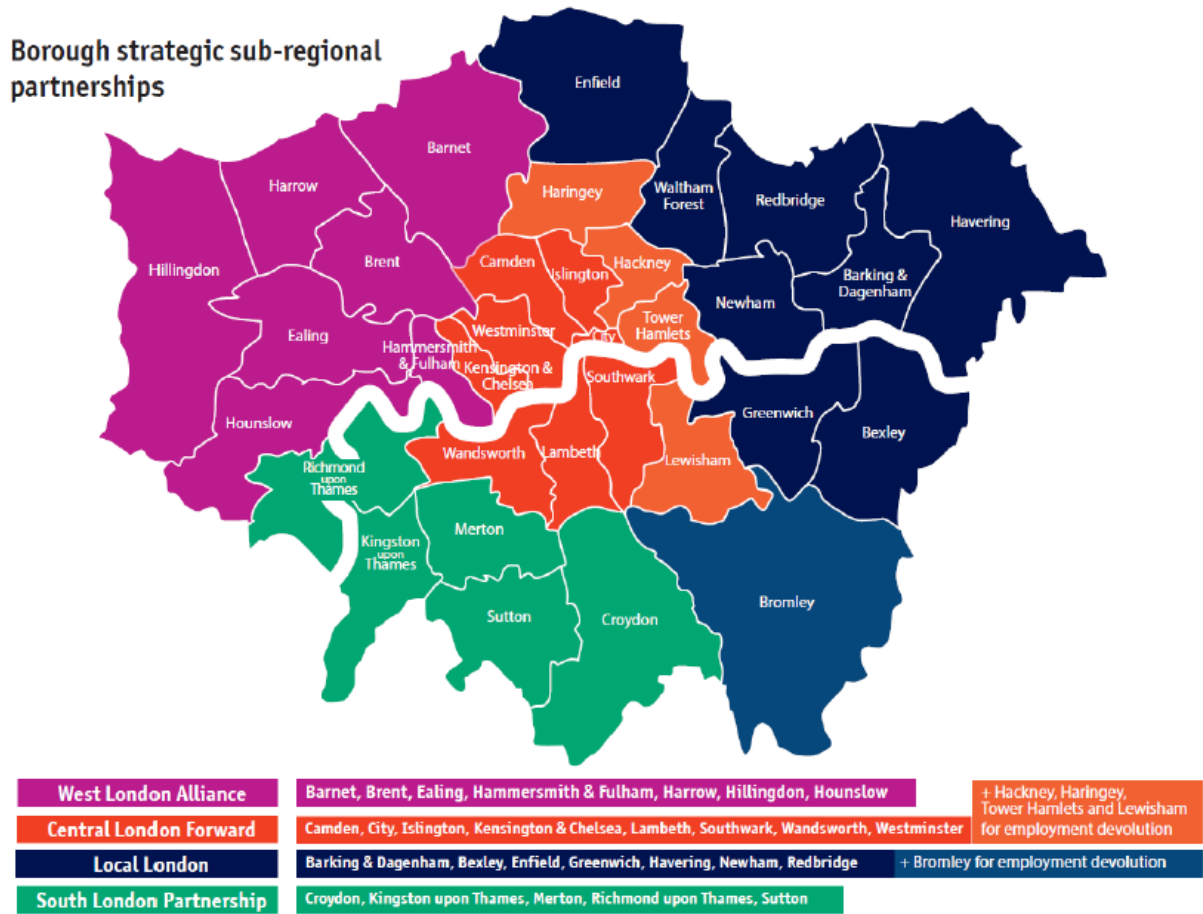 Borough strategic sub-regional
partnerships
Enfield
Barnet
Harrow
Haringey
Waltham
Forest
Redbridge
Havering
Hillingdon
Brent
Camden
Islington
Hackney
Barking &
Dagenham
Newham
Ealing
Westminster
City
Tower
Hamlets
Hammersmith
& Fulham
Kensington &
Chelsea
Southwark
Hounslow
Greenwich
Bexley
Richmond
upon
Thames
Wandsworth
Lambeth
Lewisham
Kingston
upon
Thames
Merton
Bromley
Sutton
Croydon
West London Alliance
Barnet, Brent, Ealing, Hammersmith & Fulham, Harrow, Hillingdon, Hounslow
+ Hackney, Haringey,
Tower Hamlets and Lewisham
for employment devolution
Central London Forward
Camden, City, Islington, Kensington & Chelsea, Lambeth, Southwark, Wandsworth, Westminster
Local London
Barking & Dagenham, Bexley, Enfield, Greenwich, Havering, Newham, Redbridge
+ Bromley for employment devolution
South London Partnership
Croydon, Kingston upon Thames, Merton, Richmond upon Thames, Sutton